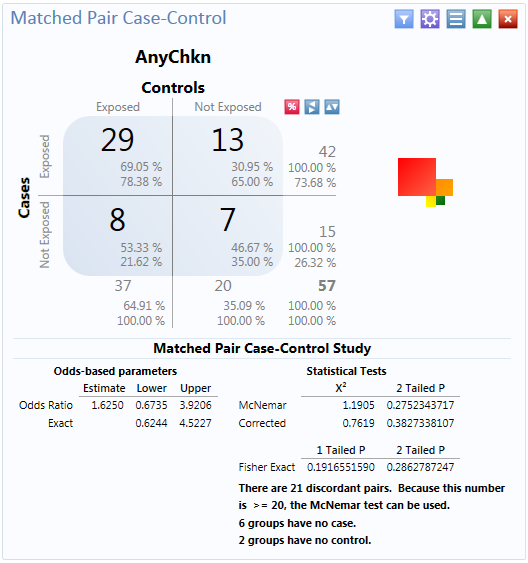 Matched Pair Case-Control
AnyChkn
Controls
Exposed Not Exposed
%
Cases
Exposed
29 13 42
69.05 % 30.95 % 100.00 %
78.38 % 65.00 % 73.68 %
Not Exposed
8 7 15
53.33 % 46.67 % 100.00 %
21.62 % 35.00 % 26.32 %
37 20 57
64.91 % 35.09 % 100.00 %
100.00 % 100.00 % 100.00 %
Matched Pair Case-Control Study
Odds-based parameters
Estimate Lower Upper
Odds Ratio 1.6250 0.6735 3.9206
Exact 0.6244 4.5227
Statistical Tests
X² 2 Tailed P
McNemar 1.1905 0.2752343717
Corrected 0.7619 0.3827338107
1 Tailed P 2 Tailed P
Fisher Exact 0.1916551590 0.2862787247
There are 21 discordant pairs. Because this number
is >= 20, the McNemar test can be used.
6 groups have no case.
2 groups have no control.